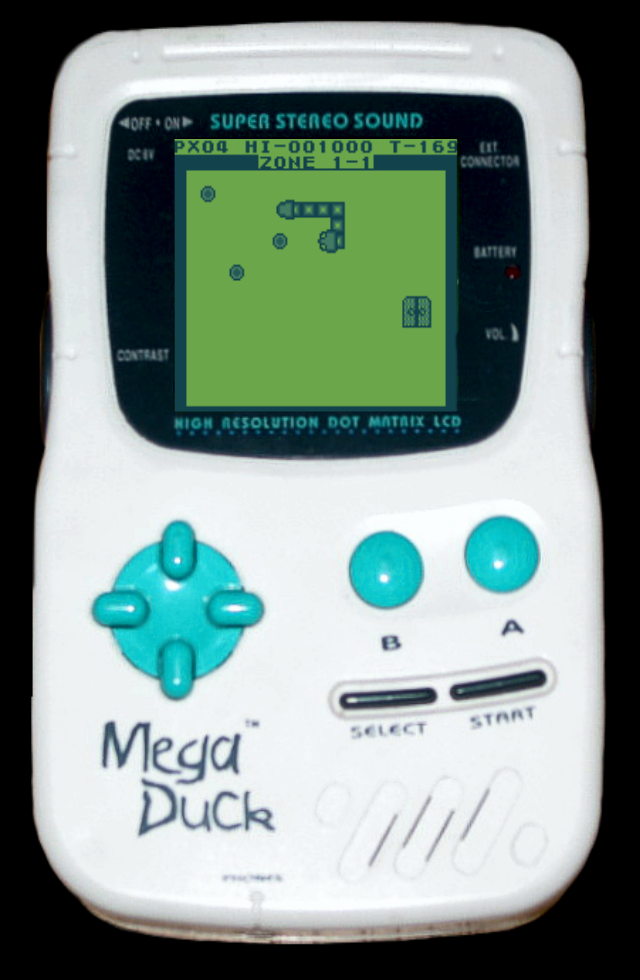 ◀OFF • ON▶ SUPER STEREO SOUND
DC 6V
EXT.
CONNECTOR
PX04 HI-001000 T-169
ZONE 1-1
BATTERY
VOL.
CONTRAST
HIGH RESOLUTION DOT MATRIX LCD
B
A
SELECT
START
Mega™
Duck
PHONES